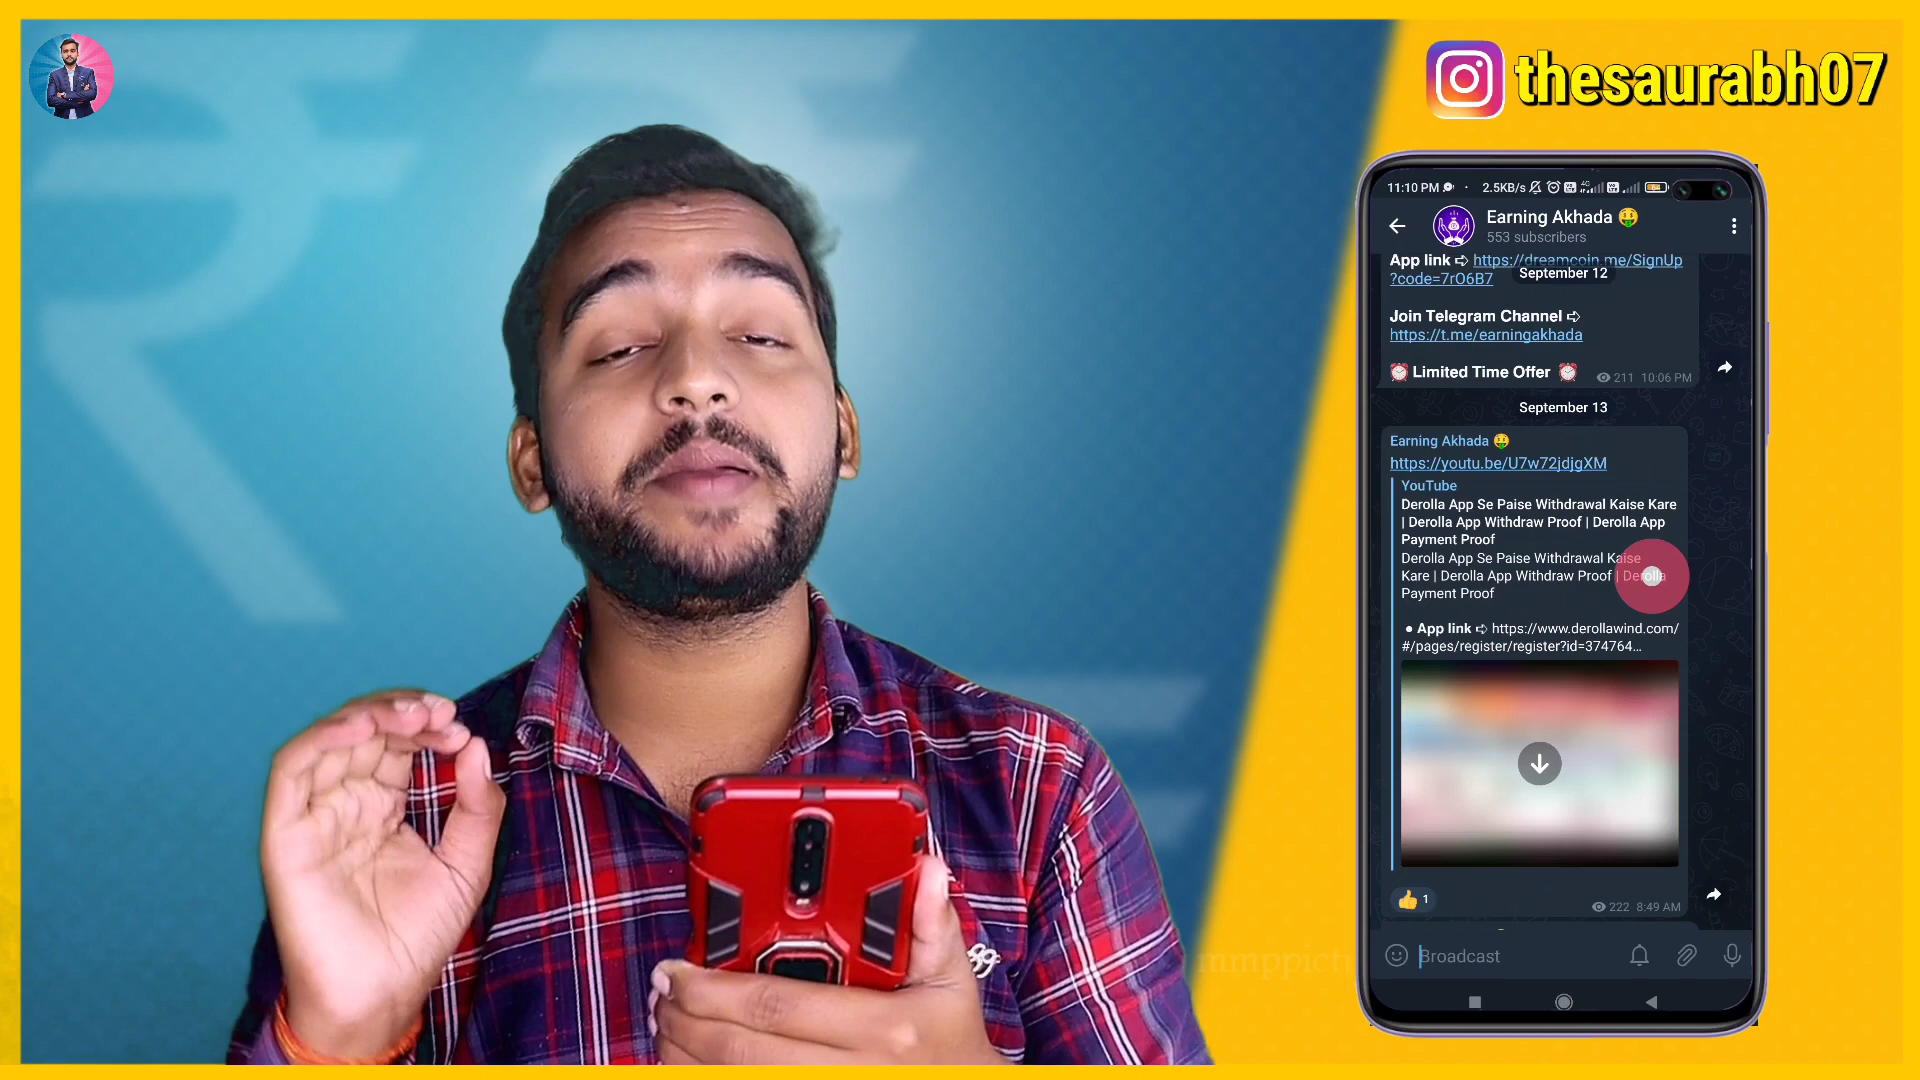 thesaurabh07
11:10 PM
2.5KB/s
4G
64
Earning Akhada 🤑
553 subscribers
App link ➪ https://dreamcoin.me/SignUp
?code=7rO6B7
September 12
Join Telegram Channel ➪
https://t.me/earningakhada
⏰ Limited Time Offer ⏰
211 10:06 PM
September 13
Earning Akhada 🤑
https://youtu.be/U7w72jdjgXM
YouTube
Derolla App Se Paise Withdrawal Kaise Kare
| Derolla App Withdraw Proof | Derolla App
Payment Proof
Derolla App Se Paise Withdrawal Kaise
Kare | Derolla App Withdraw Proof | Derolla
Payment Proof
● App link ➪ https://www.derollawind.com/
#/pages/register/register?id=374764...
👍 1
222 8:49 AM
Broadcast